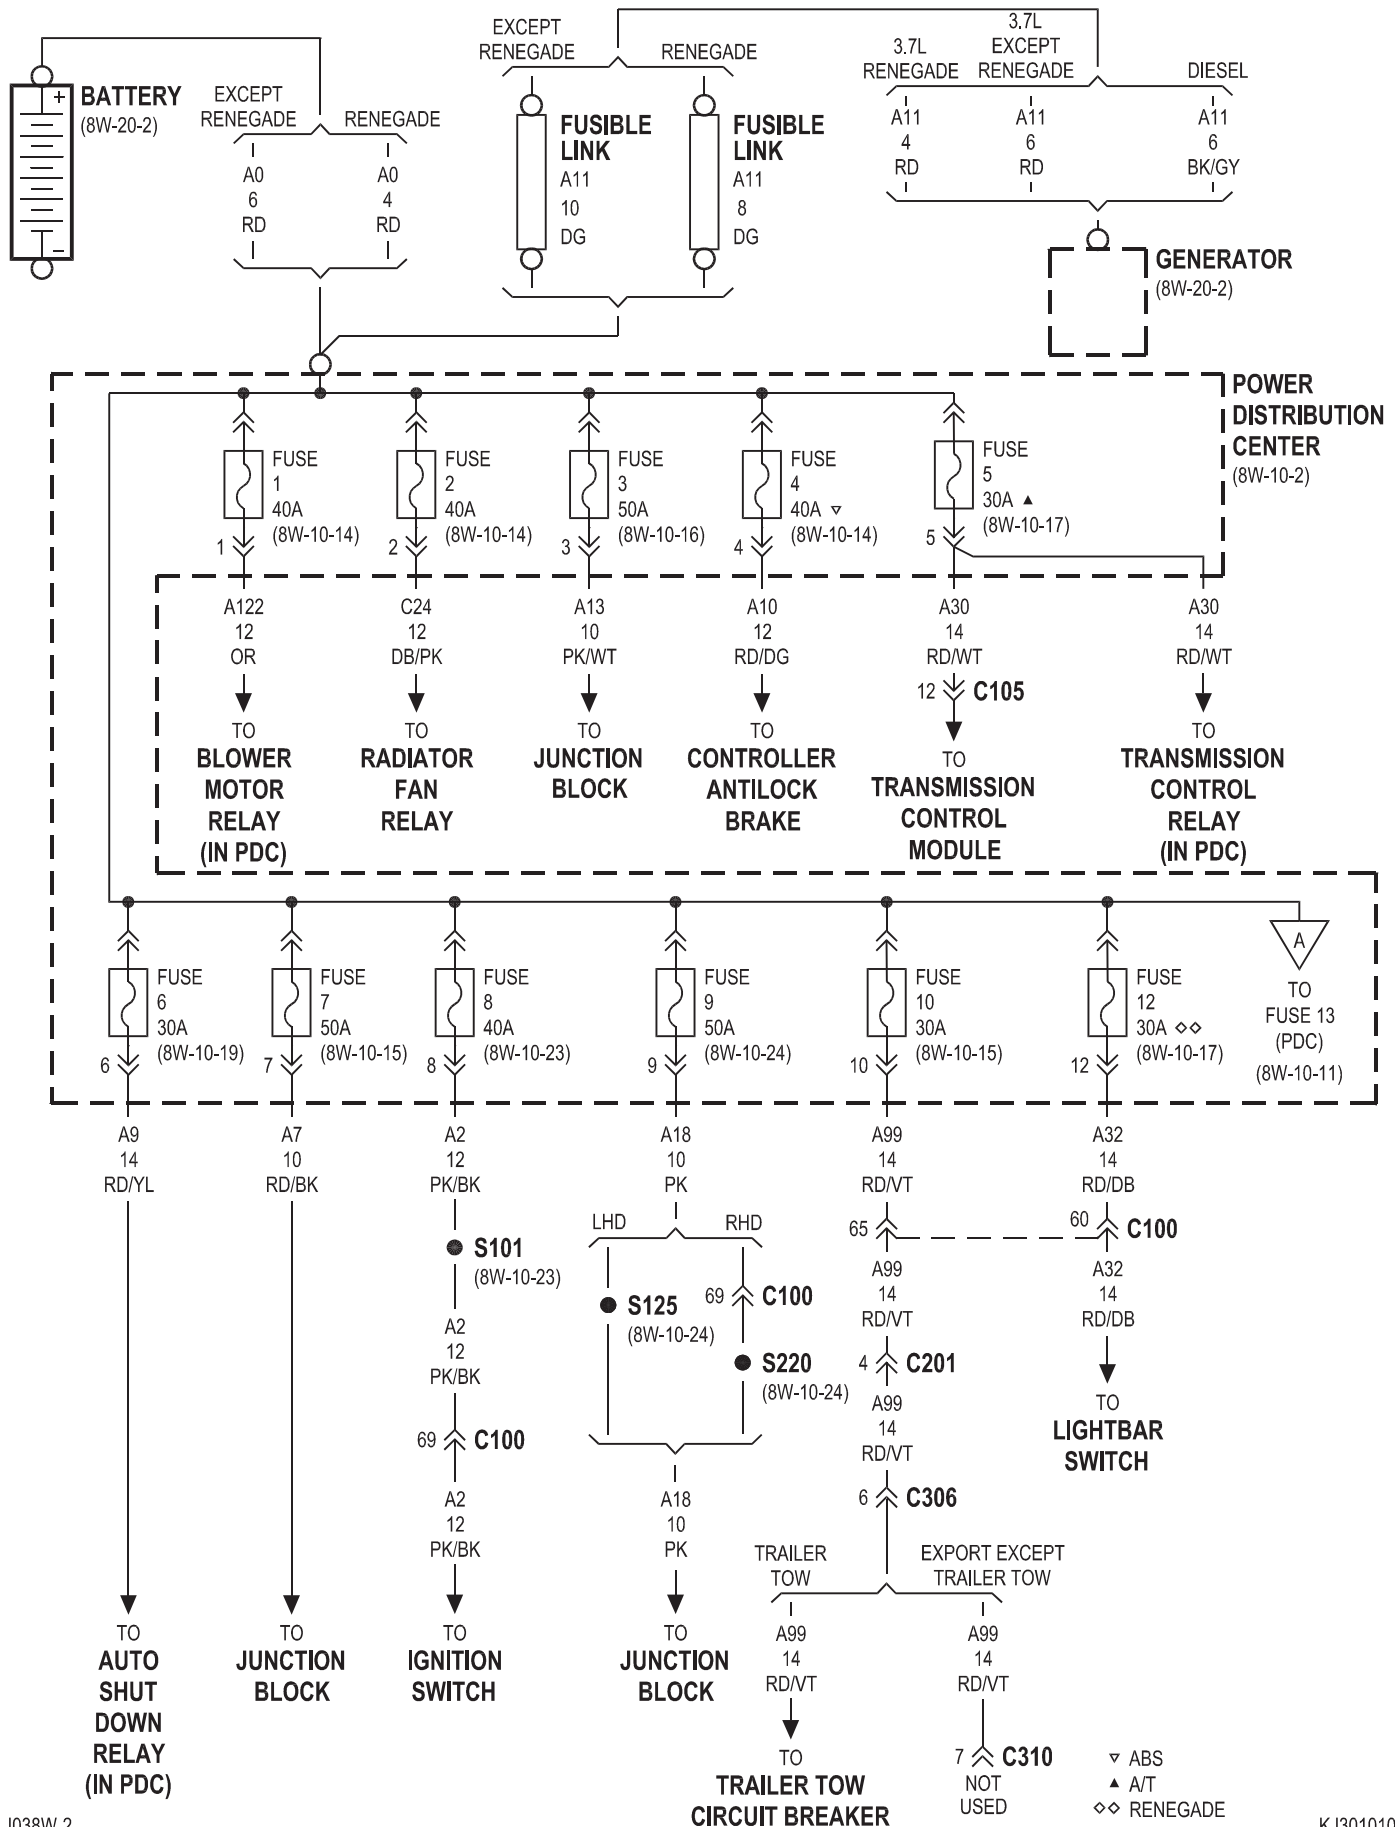 BATTERY
(8W-20-2)
+
−
EXCEPT
RENEGADE
RENEGADE
A0
6
RD
A0
4
RD
EXCEPT
RENEGADE
RENEGADE
FUSIBLE
LINK
A11
10
DG
FUSIBLE
LINK
A11
8
DG
3.7L
RENEGADE
3.7L
EXCEPT
RENEGADE
DIESEL
A11
4
RD
A11
6
RD
A11
6
BK/GY
GENERATOR
(8W-20-2)
POWER
DISTRIBUTION
CENTER
(8W-10-2)
FUSE
1
40A
(8W-10-14)
1
FUSE
2
40A
(8W-10-14)
2
FUSE
3
50A
(8W-10-16)
3
FUSE
4
40A ▿
(8W-10-14)
4
FUSE
5
30A ▲
(8W-10-17)
5
A122
12
OR
TO
BLOWER
MOTOR
RELAY
(IN PDC)
C24
12
DB/PK
TO
RADIATOR
FAN
RELAY
A13
10
PK/WT
TO
JUNCTION
BLOCK
A10
12
RD/DG
TO
CONTROLLER
ANTILOCK
BRAKE
A30
14
RD/WT
12 C105
TO
TRANSMISSION
CONTROL
MODULE
A30
14
RD/WT
TO
TRANSMISSION
CONTROL
RELAY
(IN PDC)
FUSE
6
30A
(8W-10-19)
6
FUSE
7
50A
(8W-10-15)
7
FUSE
8
40A
(8W-10-23)
8
FUSE
9
50A
(8W-10-24)
9
FUSE
10
30A
(8W-10-15)
10
FUSE
12
30A ◇◇
(8W-10-17)
12
A
TO
FUSE 13
(PDC)
(8W-10-11)
A9
14
RD/YL
TO
AUTO
SHUT
DOWN
RELAY
(IN PDC)
A7
10
RD/BK
TO
JUNCTION
BLOCK
A2
12
PK/BK
S101
(8W-10-23)
A2
12
PK/BK
69 C100
A2
12
PK/BK
TO
IGNITION
SWITCH
A18
10
PK
LHD
RHD
S125
(8W-10-24)
69 C100
S220
(8W-10-24)
A18
10
PK
TO
JUNCTION
BLOCK
A99
14
RD/VT
65
A99
14
RD/VT
4 C201
A99
14
RD/VT
6 C306
TRAILER
TOW
EXPORT EXCEPT
TRAILER TOW
A99
14
RD/VT
TO
TRAILER TOW
CIRCUIT BREAKER
A99
14
RD/VT
7 C310
NOT
USED
A32
14
RD/DB
60 C100
A32
14
RD/DB
TO
LIGHTBAR
SWITCH
▿ ABS
▲ A/T
◇◇ RENEGADE
J038W-2
KJ301010